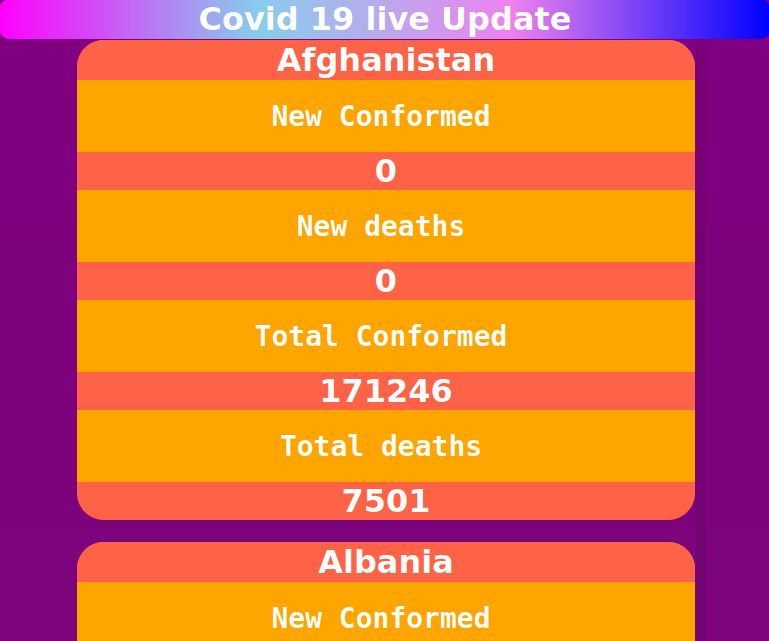 Covid 19 live Update
Afghanistan
New Conformed
0
New deaths
0
Total Conformed
171246
Total deaths
7501
Albania
New Conformed